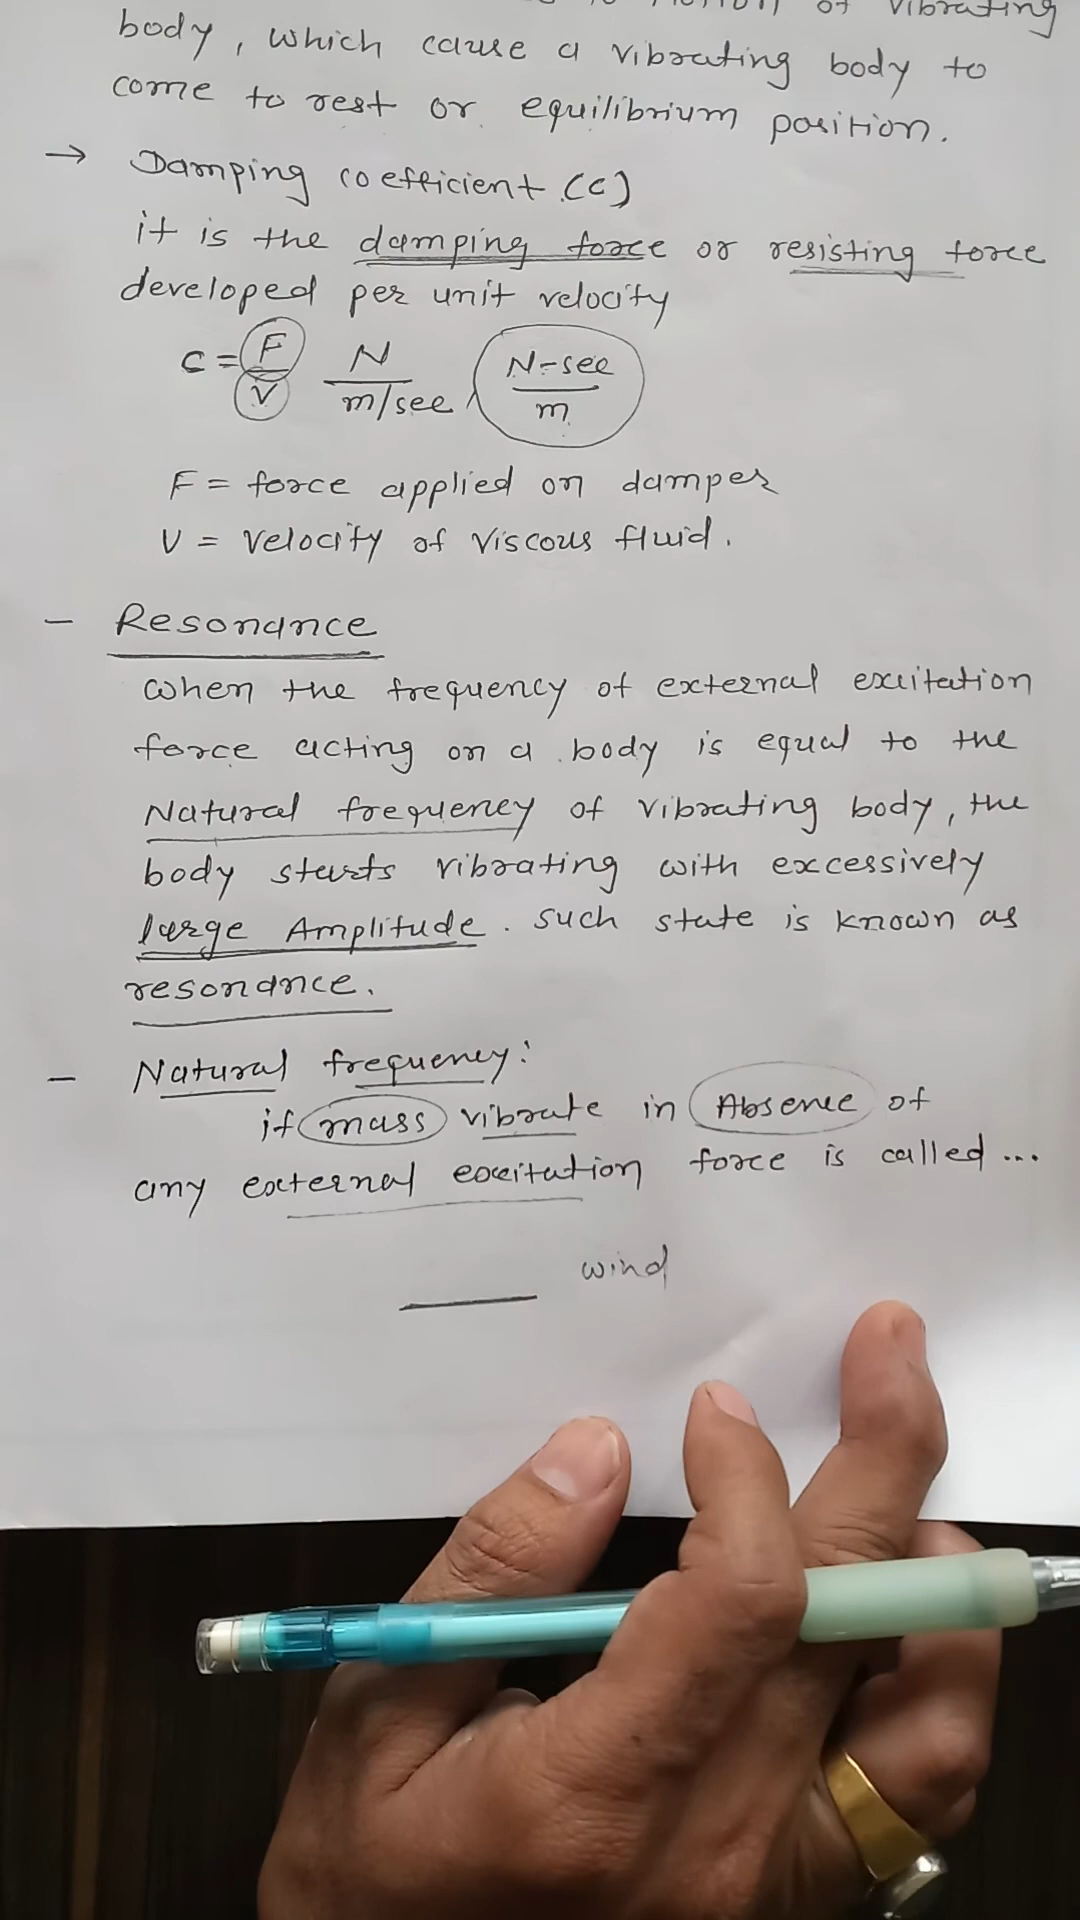 of vibrating
body, which cause a vibrating body to
come to rest or equilibrium position.
→ Damping coefficient (c)
it is the damping force or resisting force
developed per unit velocity
c = F/V N/m/sec, N-sec/m
F = force applied on damper
V = velocity of viscous fluid.
- Resonance
when the frequency of external excitation
force acting on a body is equal to the
Natural frequency of vibrating body, the
body starts vibrating with excessively
large Amplitude. such state is known as
resonance.
- Natural frequency:
if mass vibrate in Absence of
any external excitation force is called ...
wind